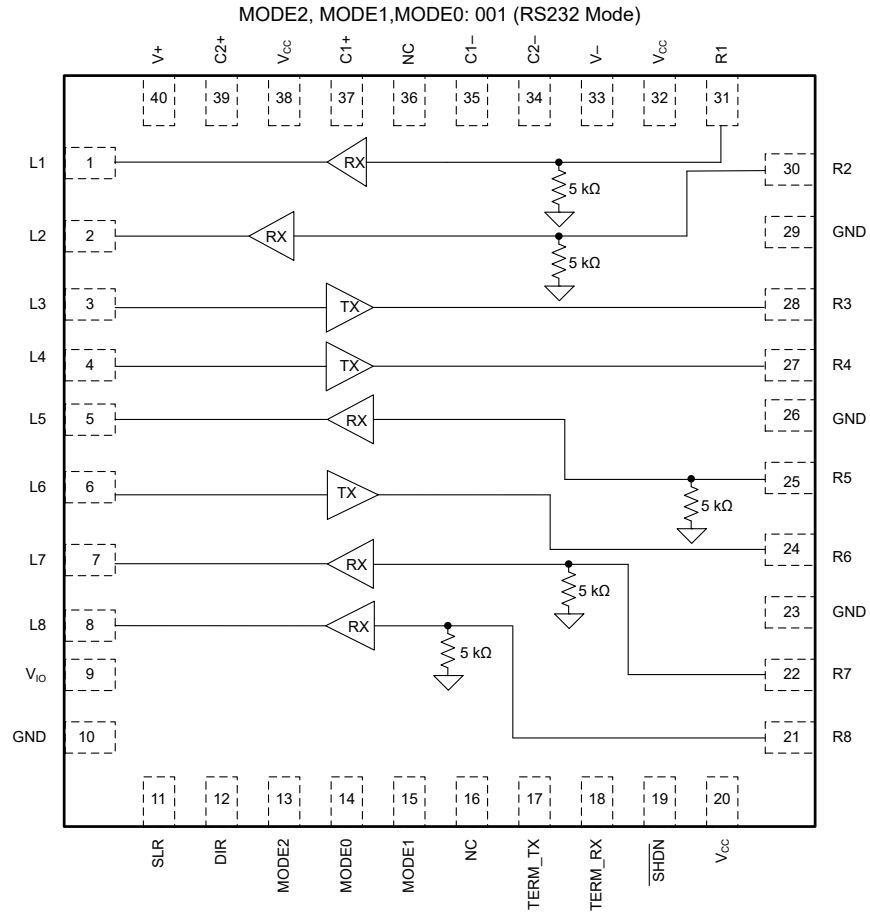 MODE2, MODE1,MODE0: 001 (RS232 Mode)
V+
C2+
VCC
C1+
NC
C1–
C2–
V–
VCC
R1
40
39
38
37
36
35
34
33
32
31
L1
1
RX
5 kΩ
30
R2
L2
2
RX
5 kΩ
29
GND
L3
3
TX
28
R3
L4
4
TX
27
R4
L5
5
RX
26
GND
25
R5
5 kΩ
L6
6
TX
24
R6
L7
7
RX
5 kΩ
23
GND
L8
8
RX
5 kΩ
VIO
9
22
R7
GND
10
21
R8
11
12
13
14
15
16
17
18
19
20
SLR
DIR
MODE2
MODE0
MODE1
NC
TERM_TX
TERM_RX
SHDN
VCC